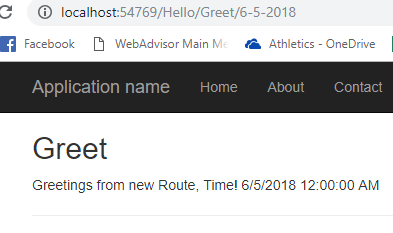 localhost:54769/Hello/Greet/6-5-2018
Facebook WebAdvisor Main Me Athletics - OneDrive
Application name Home About Contact
Greet
Greetings from new Route, Time! 6/5/2018 12:00:00 AM